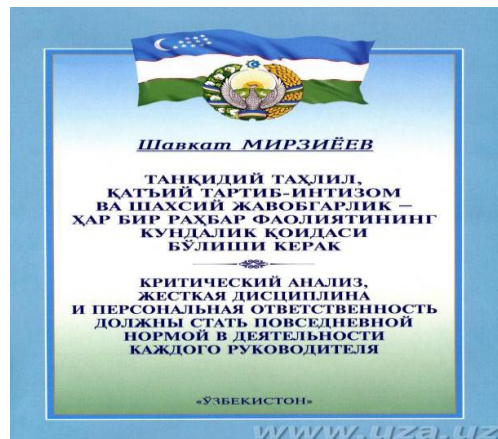 Шавкат МИРЗИЁЕВ
ТАНҚИДИЙ ТАҲЛИЛ,
ҚАТЪИЙ ТАРТИБ-ИНТИЗОМ
ВА ШАХСИЙ ЖАВОБГАРЛИК –
ҲАР БИР РАҲБАР ФАОЛИЯТИНИНГ
КУНДАЛИК ҚОИДАСИ
БЎЛИШИ КЕРАК
КРИТИЧЕСКИЙ АНАЛИЗ,
ЖЕСТКАЯ ДИСЦИПЛИНА
И ПЕРСОНАЛЬНАЯ ОТВЕТСТВЕННОСТЬ
ДОЛЖНЫ СТАТЬ ПОВСЕДНЕВНОЙ
НОРМОЙ В ДЕЯТЕЛЬНОСТИ
КАЖДОГО РУКОВОДИТЕЛЯ
«ЎЗБЕКИСТОН»
www.uza.uz